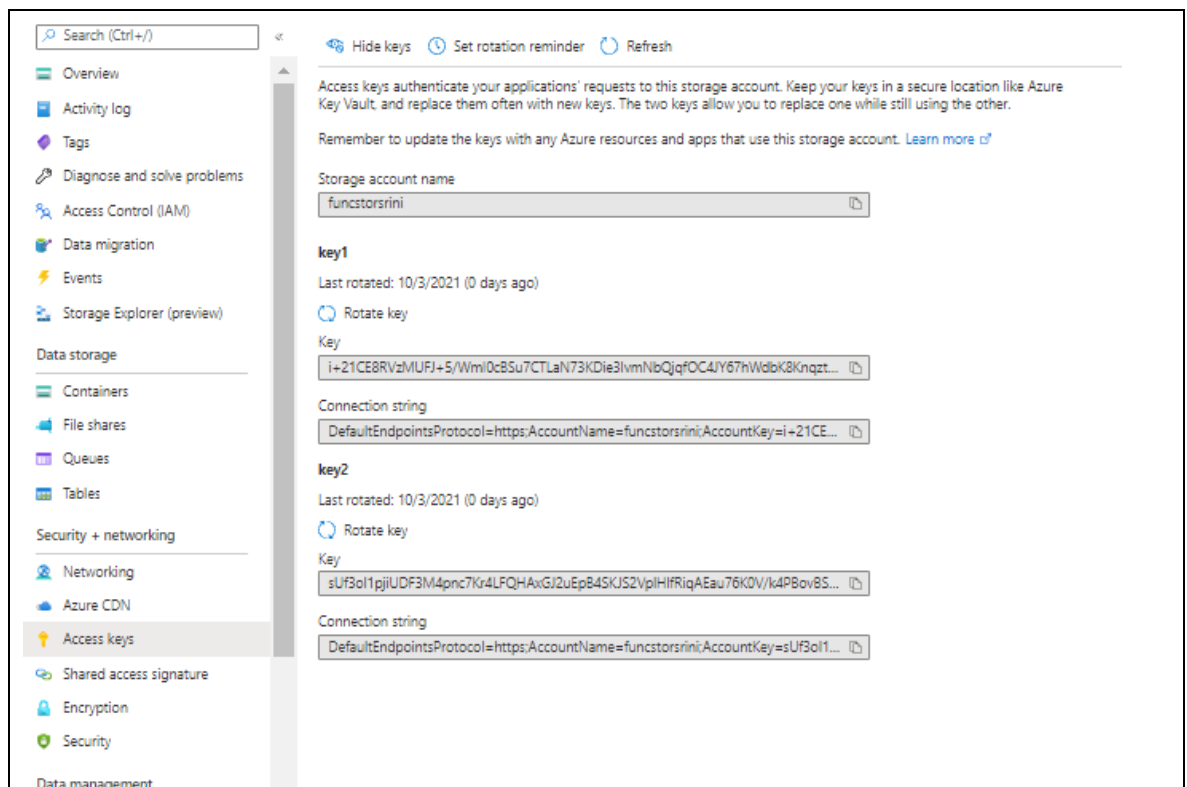 Search (Ctrl+/)
«
Overview
Activity log
Tags
Diagnose and solve problems
Access Control (IAM)
Data migration
Events
Storage Explorer (preview)
Data storage
Containers
File shares
Queues
Tables
Security + networking
Networking
Azure CDN
Access keys
Shared access signature
Encryption
Security
Data management
Hide keys Set rotation reminder Refresh
Access keys authenticate your applications' requests to this storage account. Keep your keys in a secure location like Azure
Key Vault, and replace them often with new keys. The two keys allow you to replace one while still using the other.
Remember to update the keys with any Azure resources and apps that use this storage account. Learn more
Storage account name
funcstorsrini
key1
Last rotated: 10/3/2021 (0 days ago)
Rotate key
Key
Connection string
DefaultEndpointsProtocol=https;AccountName=funcstorsrini;AccountKey=i+21CE...
key2
Last rotated: 10/3/2021 (0 days ago)
Rotate key
Key
Connection string
DefaultEndpointsProtocol=https;AccountName=funcstorsrini;AccountKey=sUf3ol1...